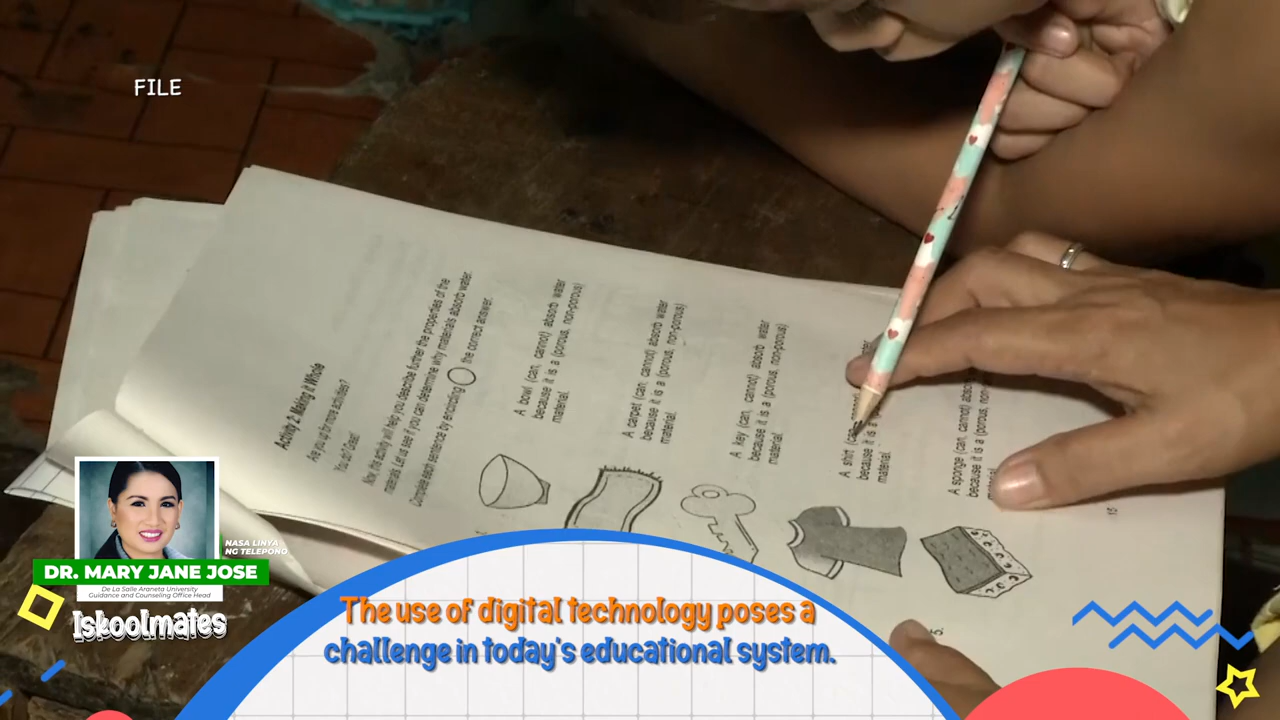 FILE
Activity 2: Making it Whole
Are you up for more activities?
You do! Great!
Now, this activity will help you describe further the properties of the
materials. Let us see if you can determine why materials absorb water.
Complete each sentence by encircling the correct answer.
A bowl (can, cannot) absorb water
because it is a (porous, non-porous)
material.
A carpet (can, cannot) absorb water
because it is a (porous, non-porous)
material.
A key (can, cannot) absorb water
because it is a (porous, non-porous)
material.
A shirt
because it is a
material.
A sponge (can, cannot) absorb
because it is a (porous,
15
5.
NASA LINYA
NG TELEPONO
DR. MARY JANE JOSE
De La Salle Araneta University
Guidance and Counseling Office Head
Iskoolmates
The use of digital technology poses a
challenge in today's educational system.